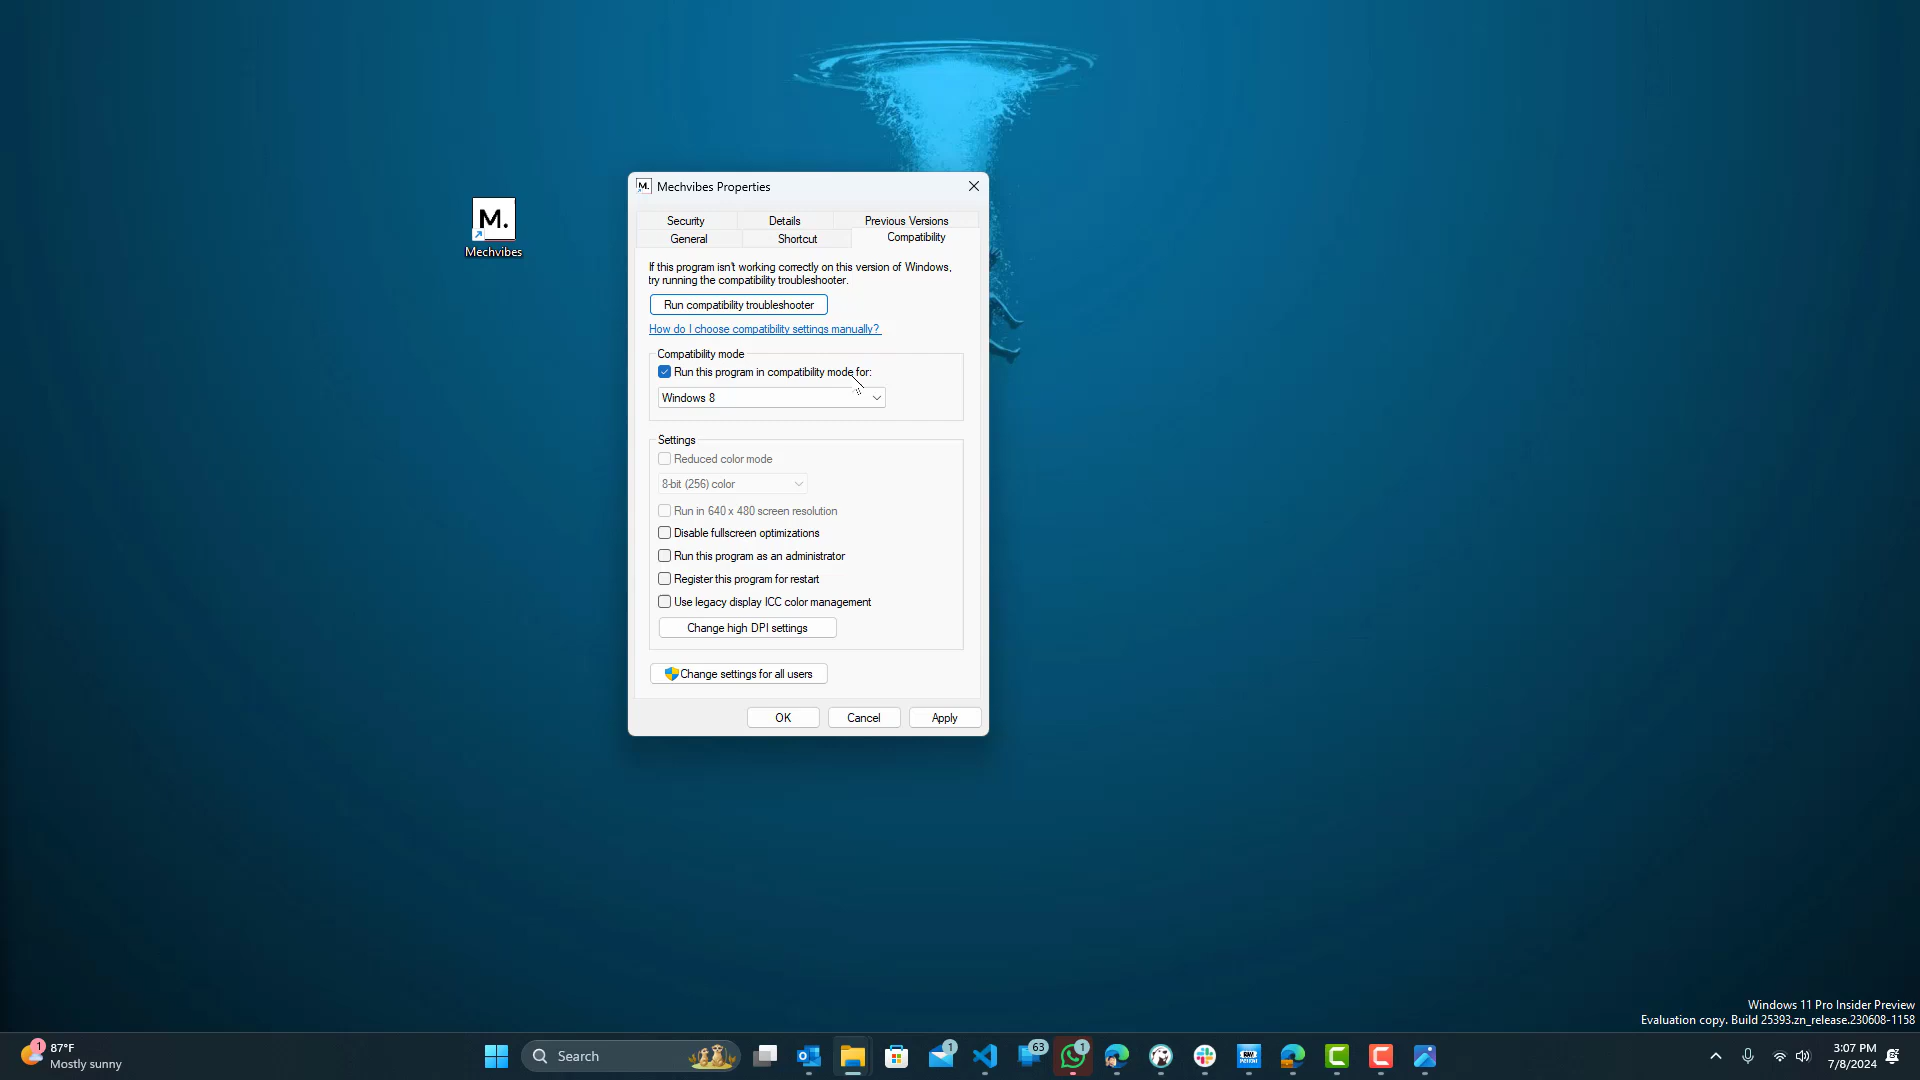 M. Mechvibes Properties
Security Details Previous Versions
General Shortcut Compatibility
If this program isn't working correctly on this version of Windows,
try running the compatibility troubleshooter.
Run compatibility troubleshooter
How do I choose compatibility settings manually?
Compatibility mode
Run this program in compatibility mode for:
Windows 8
Settings
Reduced color mode
8-bit (256) color
Run in 640 x 480 screen resolution
Disable fullscreen optimizations
Run this program as an administrator
Register this program for restart
Use legacy display ICC color management
Change high DPI settings
Change settings for all users
OK Cancel Apply
M.
Mechvibes
Windows 11 Pro Insider Preview
Evaluation copy. Build 25393.zn_release.230608-1158
1
87°F
Mostly sunny
Search
1
63
1
3:07 PM
7/8/2024